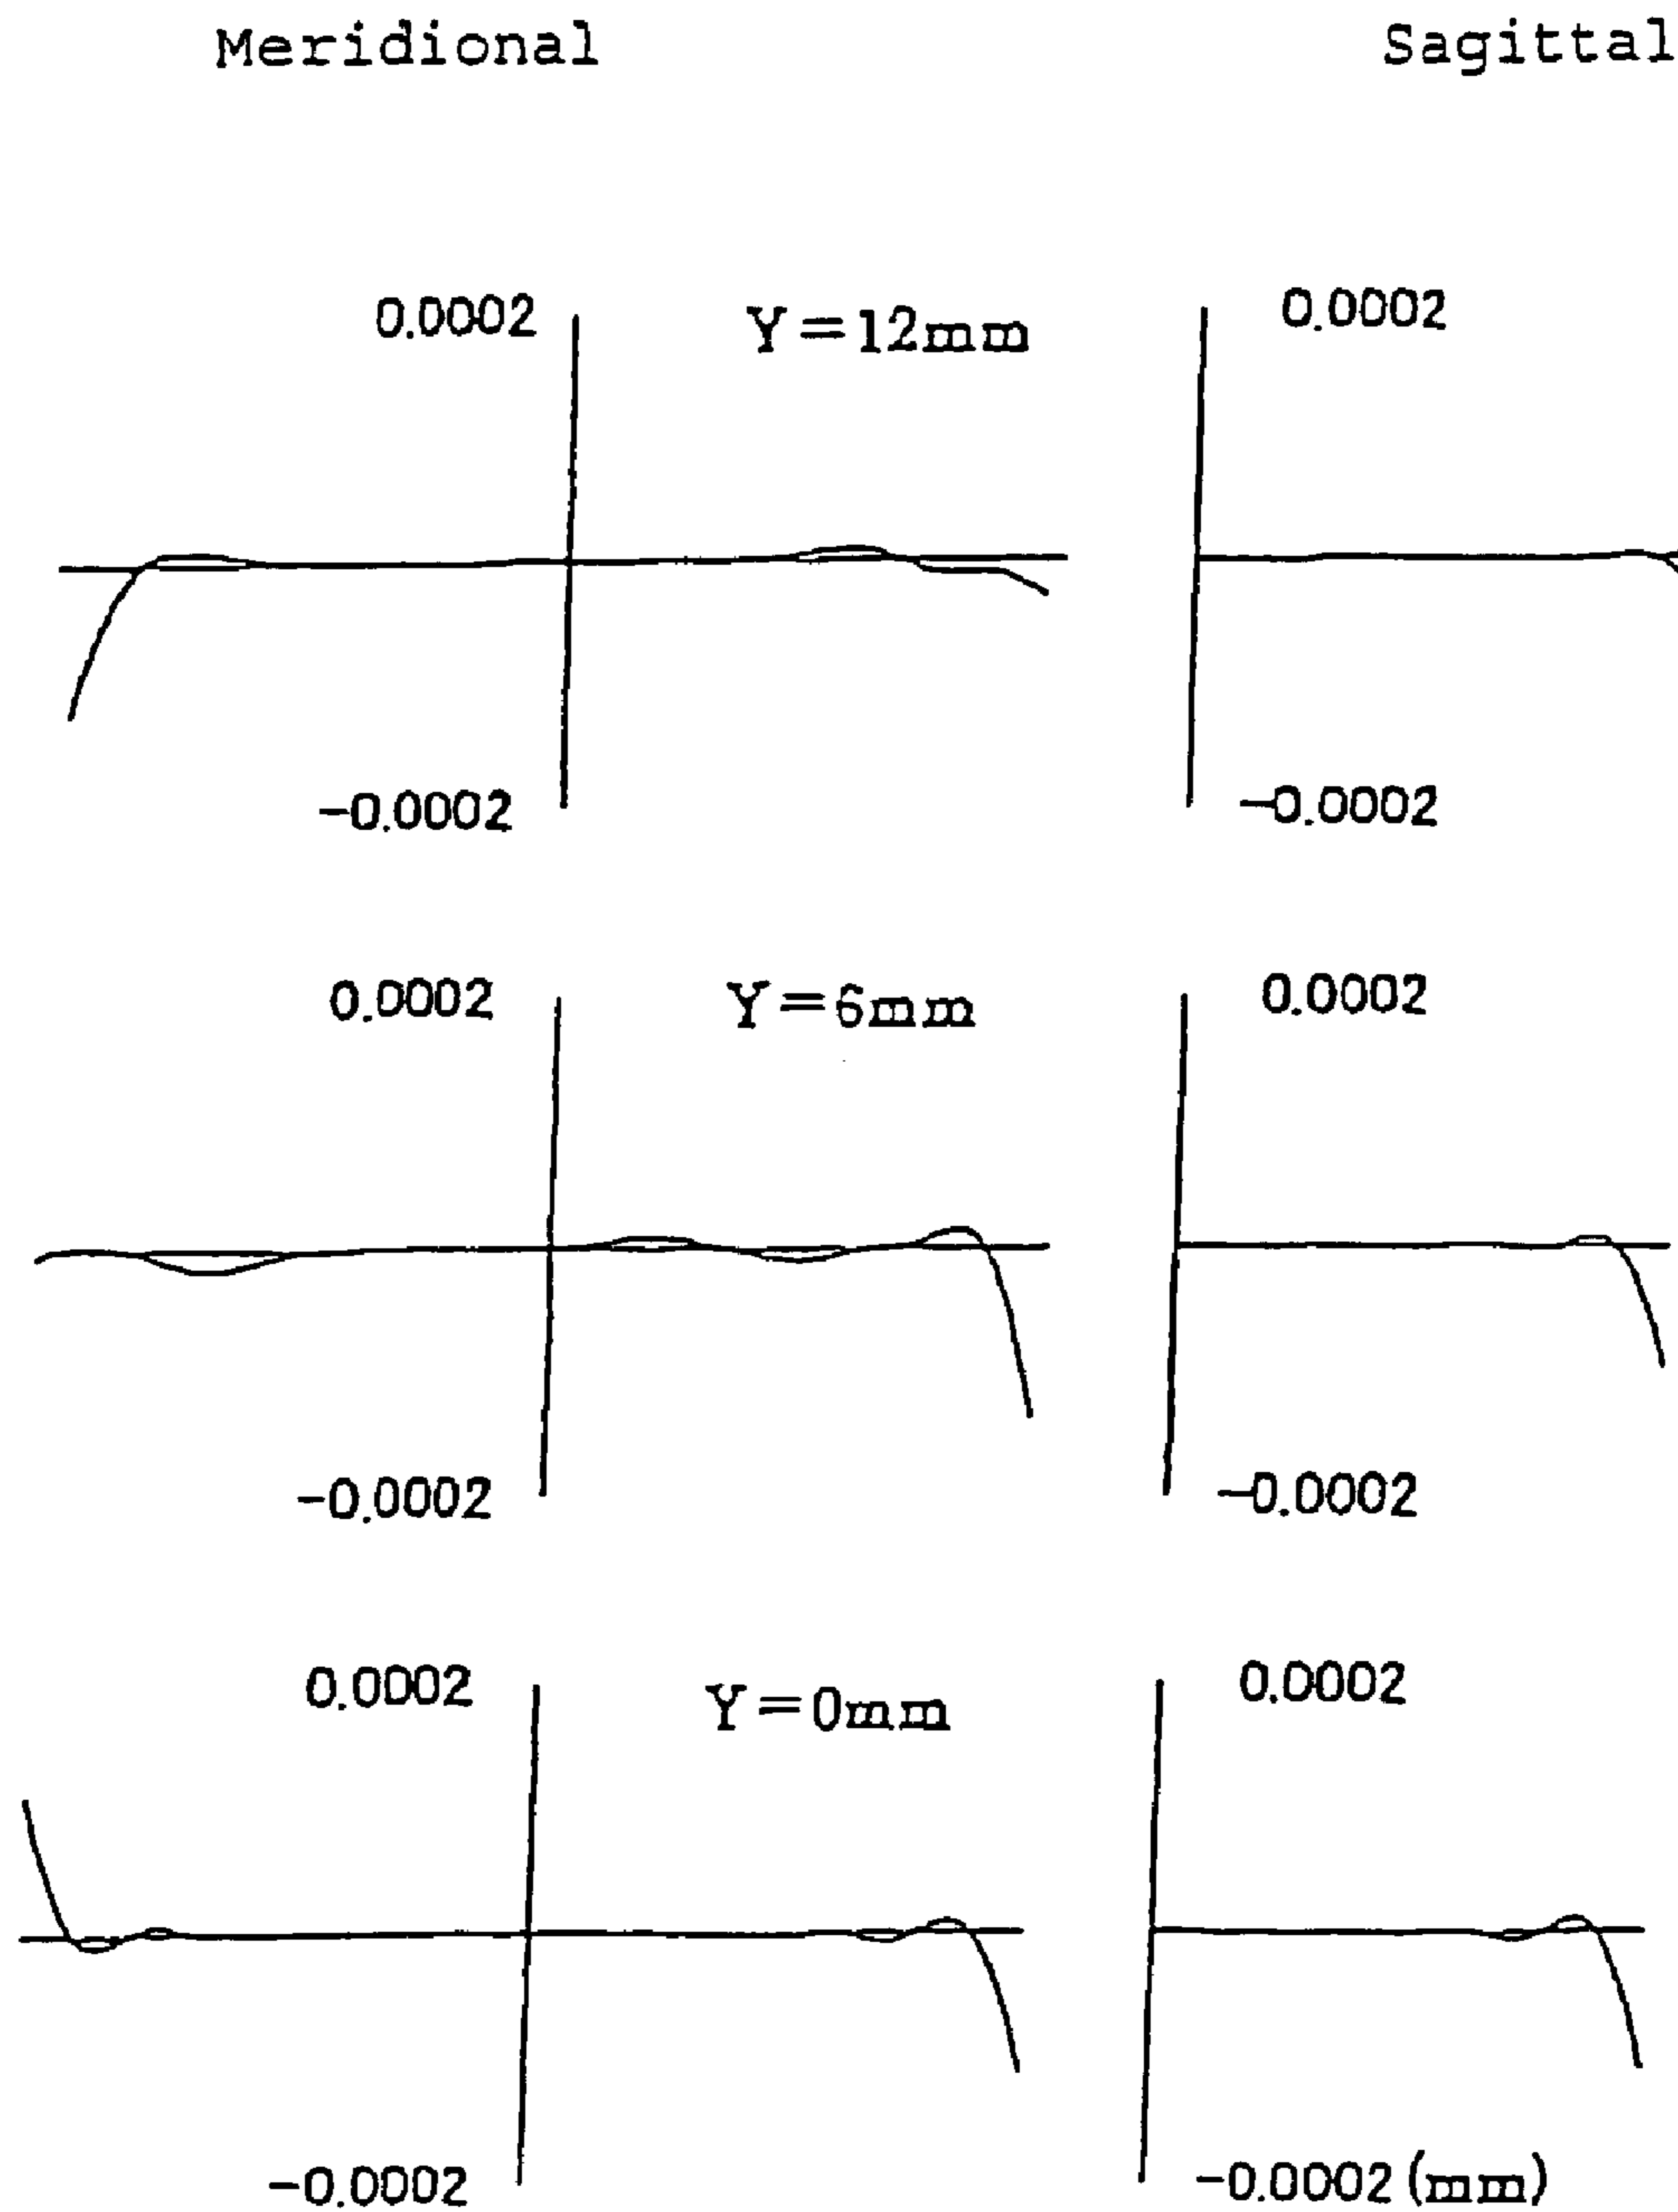 Meridional Sagittal
0.0002 Y=12mm 0.0002
-0.0002 -0.0002
0.0002 Y=6mm 0.0002
-0.0002 -0.0002
0.0002 Y=0mm 0.0002
-0.0002 -0.0002 (mm)